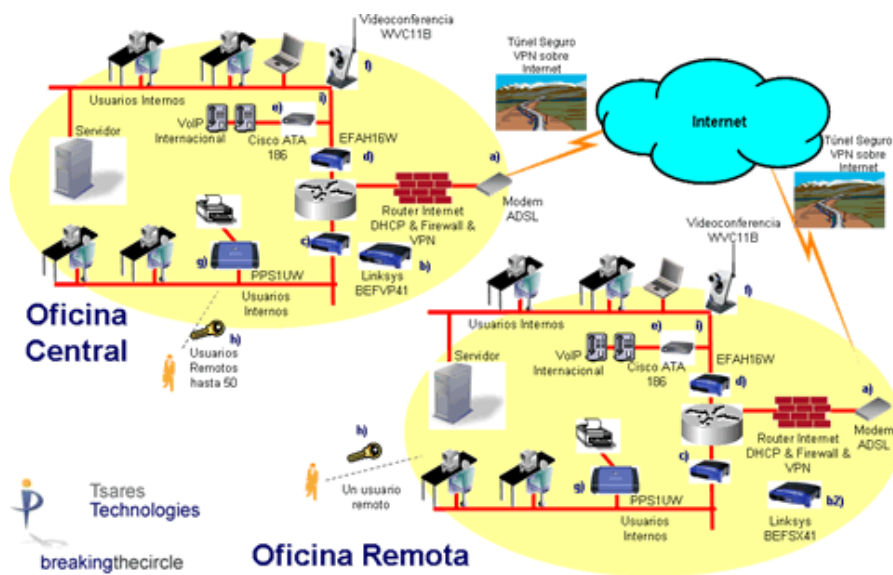 Videoconferencia
WVC11B
f)
Túnel Seguro
VPN sobre
Internet
Internet
Túnel Seguro
VPN sobre
Internet
Usuarios Internos
e)
i)
VoIP
Internacional
Cisco ATA
186
EFAH16W
Servidor
d)
a)
Modem
ADSL
Router Internet
DHCP & Firewall &
VPN
c)
b)
Linksys
BEFVP41
g)
PPS1UW
Usuarios
Internos
Oficina
Central
h)
Usuarios
Remotos
hasta 50
Videoconferencia
WVC11B
f)
Usuarios Internos
e)
i)
VoIP
Internacional
Cisco ATA
186
EFAH16W
Servidor
d)
a)
Modem
ADSL
Router Internet
DHCP & Firewall &
VPN
c)
b2)
Linksys
BEFSX41
g)
PPS1UW
Usuarios
Internos
h)
Un usuario
remoto
Oficina Remota
Tsares
Technologies
breakingthecircle